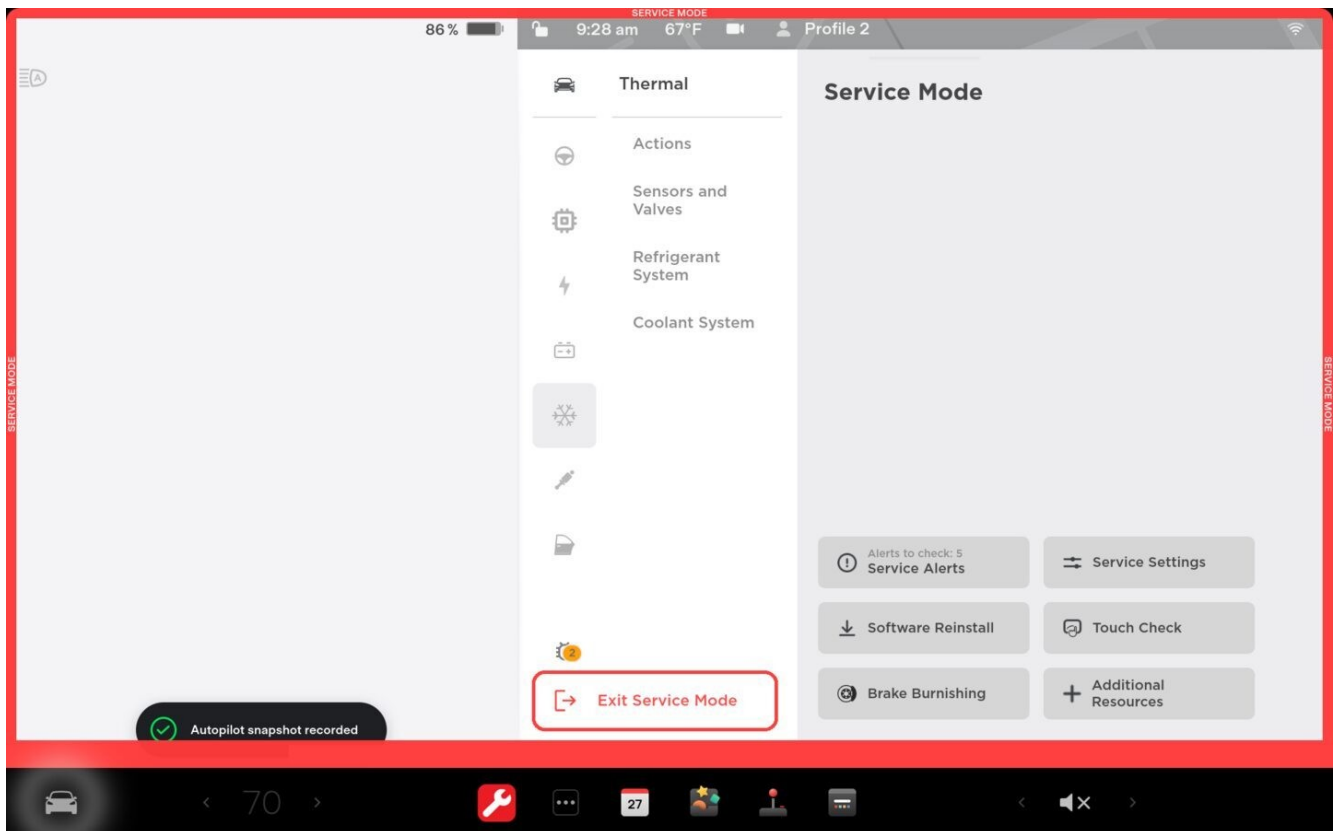 SERVICE MODE
86 %
9:28 am
67°F
Profile 2
A
Thermal
Actions
Sensors and
Valves
Refrigerant
System
Coolant System
Service Mode
SERVICE MODE
SERVICE MODE
Alerts to check: 5
Service Alerts
Service Settings
Software Reinstall
Touch Check
2
Exit Service Mode
Brake Burnishing
Additional
Resources
Autopilot snapshot recorded
70
27